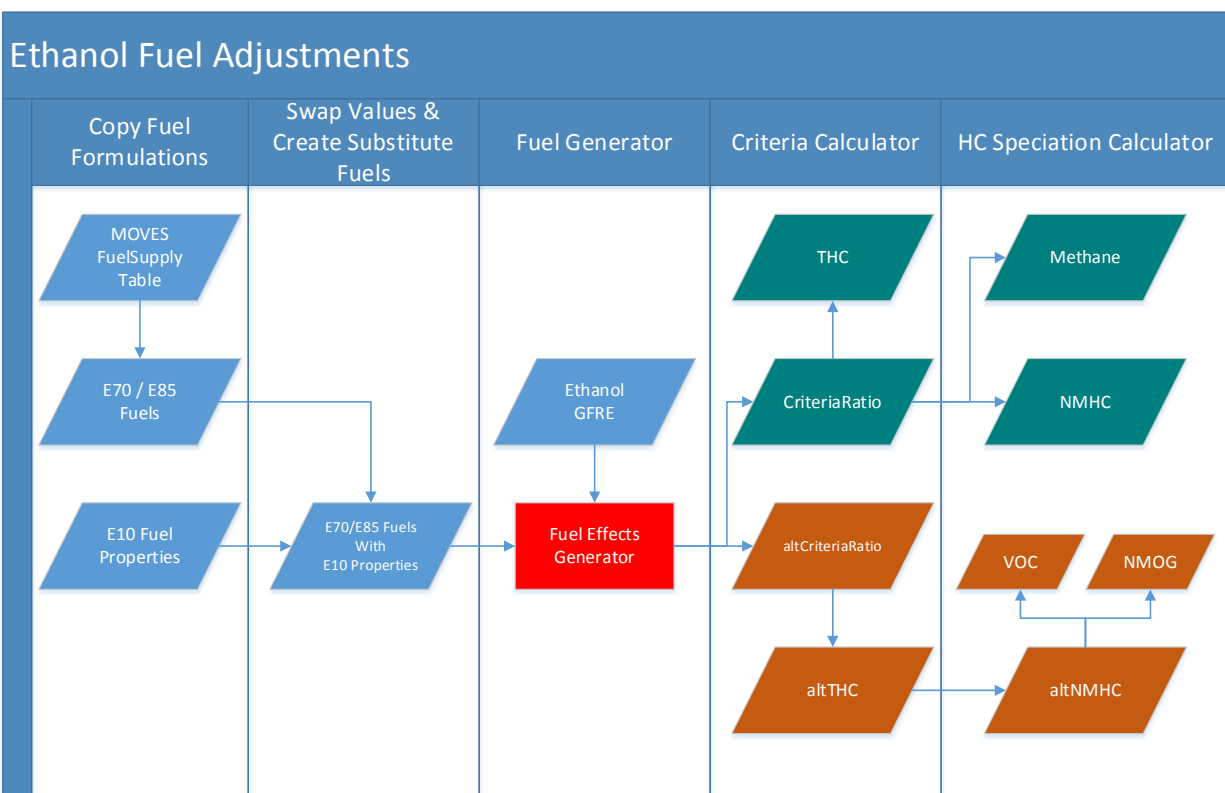 Ethanol Fuel Adjustments
Copy Fuel
Formulations
Swap Values &
Create Substitute
Fuels
Fuel Generator
Criteria Calculator
HC Speciation Calculator
MOVES
FuelSupply
Table
THC
Methane
E70 / E85
Fuels
Ethanol
GFRE
CriteriaRatio
NMHC
E10 Fuel
Properties
E70/E85 Fuels
With
E10 Properties
Fuel Effects
Generator
altCriteriaRatio
VOC
NMOG
altTHC
altNMHC